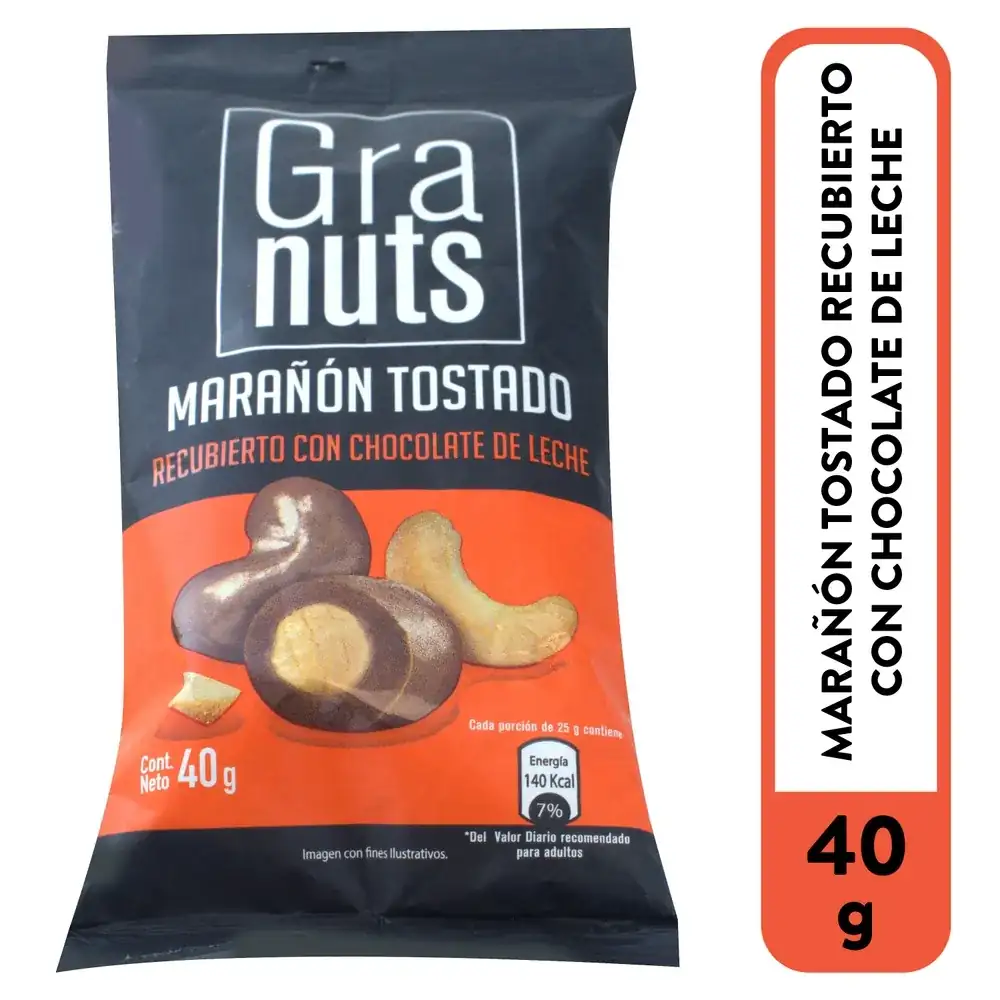 Gra
nuts
MARAÑÓN TOSTADO
RECUBIERTO CON CHOCOLATE DE LECHE
Cada porción de 25 g contiene
Energía
140 Kcal
7%
*Del Valor Diario recomendado
para adultos
Cont.
Neto 40 g
Imagen con fines Ilustrativos.
MARAÑÓN TOSTADO RECUBIERTO
CON CHOCOLATE DE LECHE
40
g